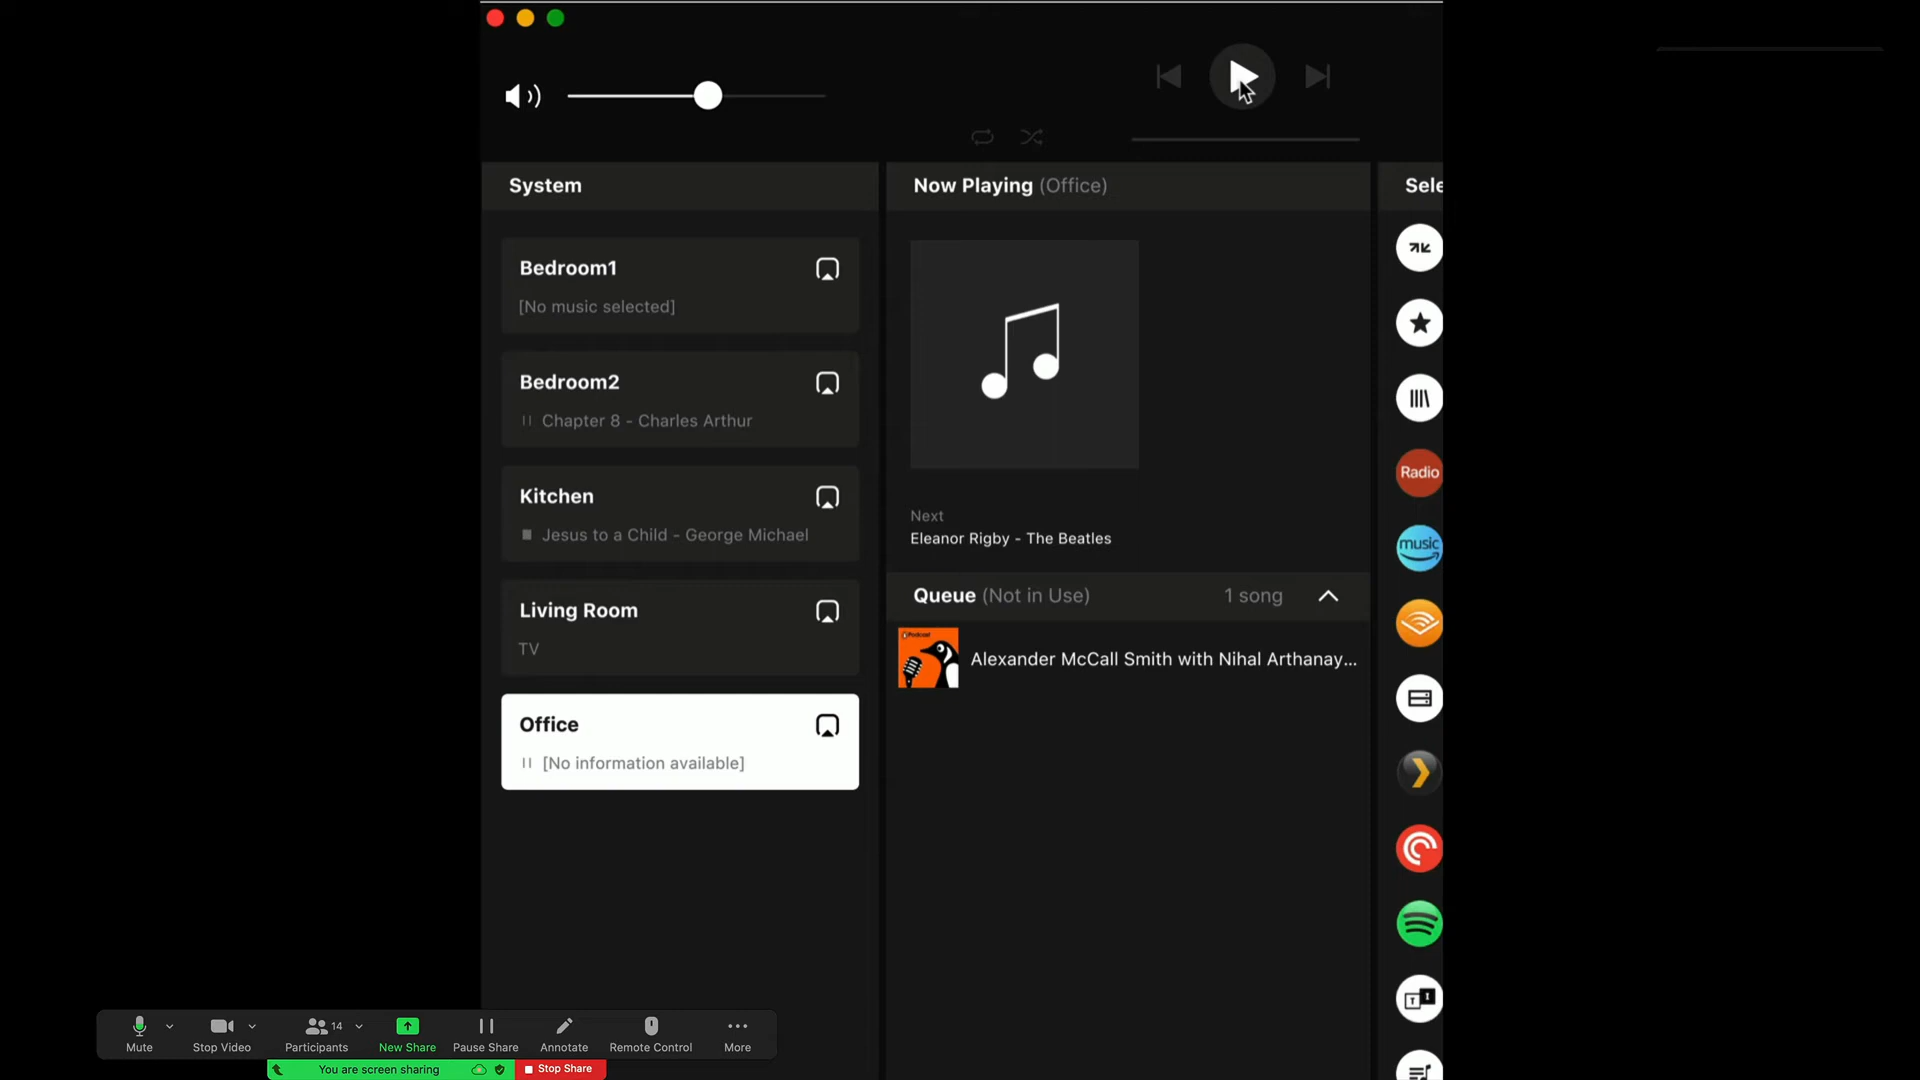 System
Now Playing (Office)
Sele
Bedroom1
[No music selected]
Bedroom2
Chapter 8 - Charles Arthur
Kitchen
Jesus to a Child - George Michael
Living Room
TV
Office
[No information available]
Next
Eleanor Rigby - The Beatles
Queue (Not in Use)
1 song
Podcast
Alexander McCall Smith with Nihal Arthanay...
Radio
music
T I
Mute
Stop Video
14
Participants
New Share
Pause Share
Annotate
Remote Control
More
You are screen sharing
Stop Share